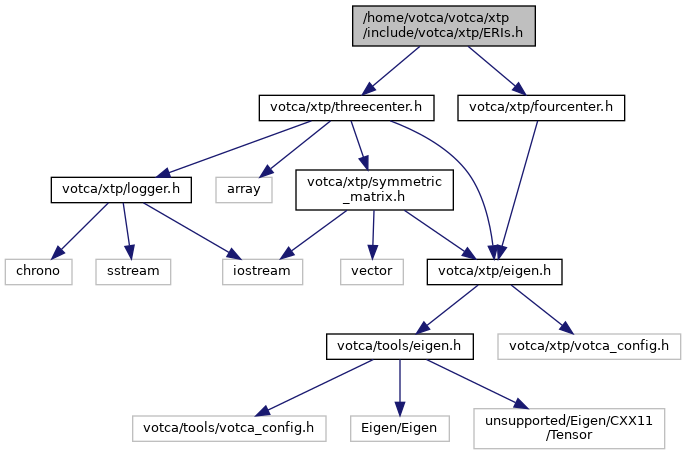 /home/votca/votca/xtp
/include/votca/xtp/ERIs.h
votca/xtp/threecenter.h
votca/xtp/fourcenter.h
votca/xtp/logger.h
array
votca/xtp/symmetric
_matrix.h
chrono
sstream
iostream
vector
votca/xtp/eigen.h
votca/tools/eigen.h
votca/xtp/votca_config.h
votca/tools/votca_config.h
Eigen/Eigen
unsupported/Eigen/CXX11
/Tensor